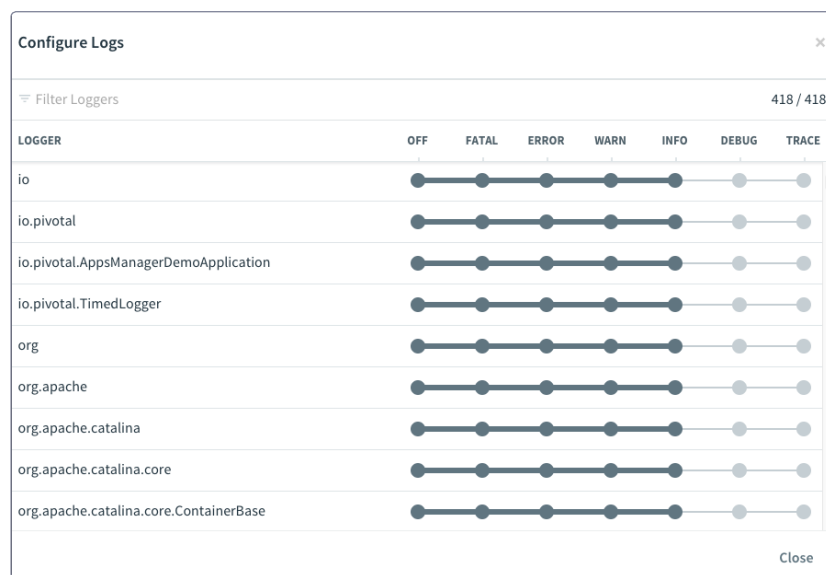 Configure Logs ×
Filter Loggers 418 / 418
LOGGER OFF FATAL ERROR WARN INFO DEBUG TRACE
io
io.pivotal
io.pivotal.AppsManagerDemoApplication
io.pivotal.TimedLogger
org
org.apache
org.apache.catalina
org.apache.catalina.core
org.apache.catalina.core.ContainerBase
Close